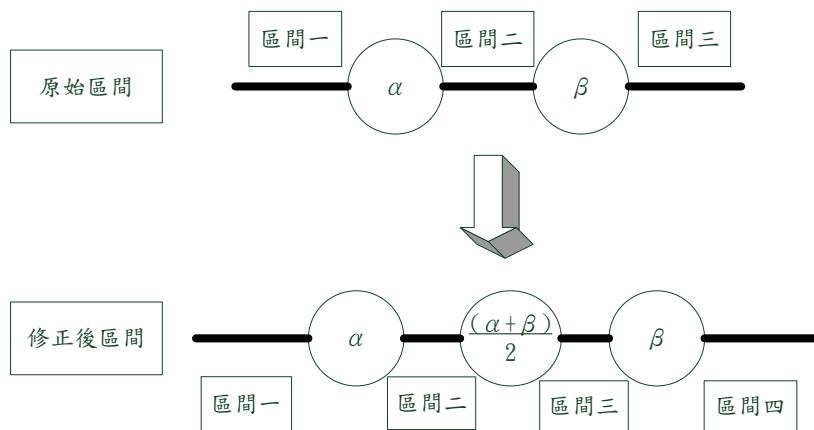 區間一
區間二
區間三
原始區間
α
β
修正後區間
α
(α+β)
2
β
區間一
區間二
區間三
區間四